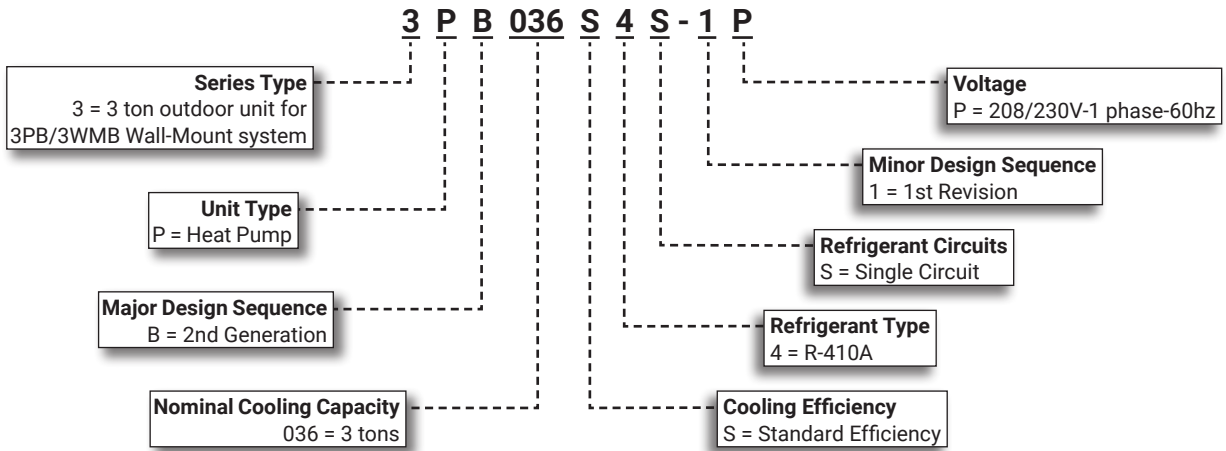 3 P B 036 S 4 S - 1 P
Series Type
3 = 3 ton outdoor unit for
3PB/3WMB Wall-Mount system
Voltage
P = 208/230V-1 phase-60hz
Unit Type
P = Heat Pump
Minor Design Sequence
1 = 1st Revision
Refrigerant Circuits
S = Single Circuit
Major Design Sequence
B = 2nd Generation
Refrigerant Type
4 = R-410A
Nominal Cooling Capacity
036 = 3 tons
Cooling Efficiency
S = Standard Efficiency